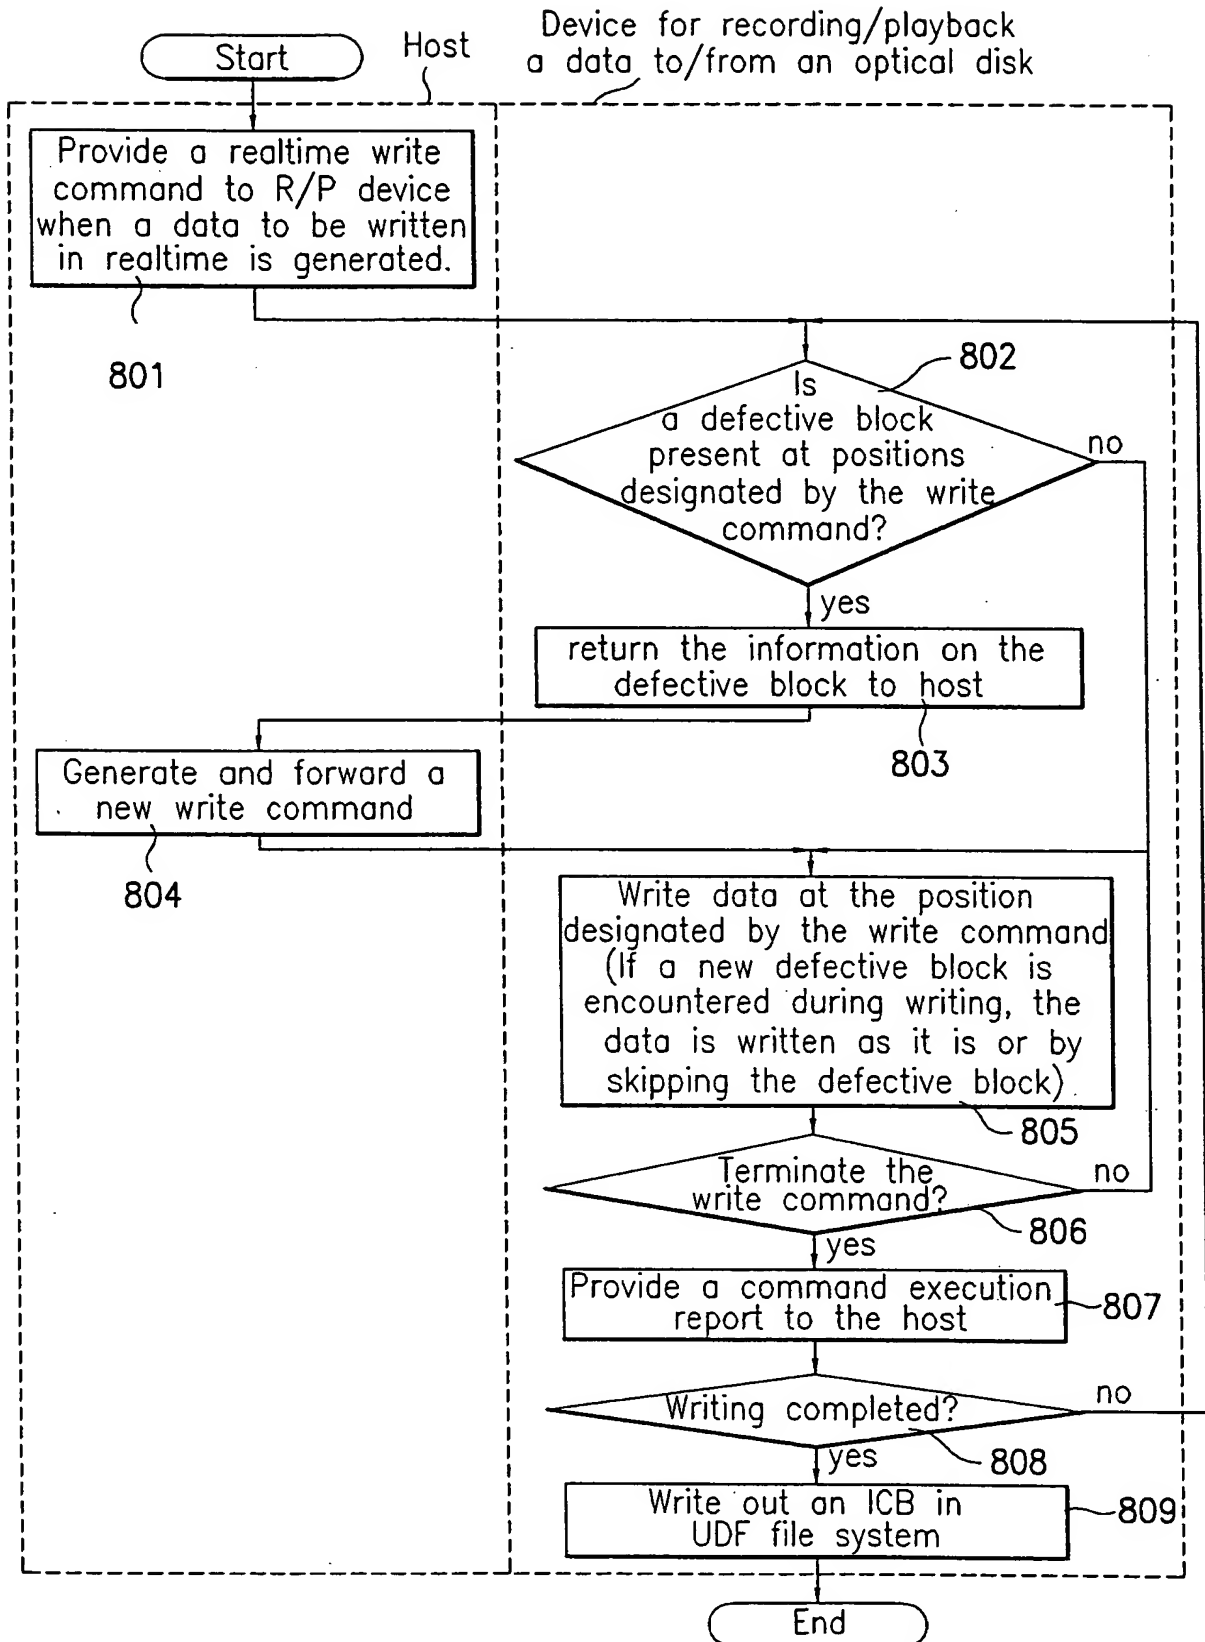 Device for recording/playback
a data to/from an optical disk
Host
Start
Provide a realtime write
command to R/P device
when a data to be written
in realtime is generated.
801
802
Is
a defective block
present at positions
designated by the write
command?
no
yes
return the information on the
defective block to host
803
Generate and forward a
new write command
804
Write data at the position
designated by the write command
(If a new defective block is
encountered during writing, the
data is written as it is or by
skipping the defective block)
805
Terminate the
write command?
no
806
yes
Provide a command execution
report to the host
807
Writing completed?
no
808
yes
Write out an ICB in
UDF file system
809
End